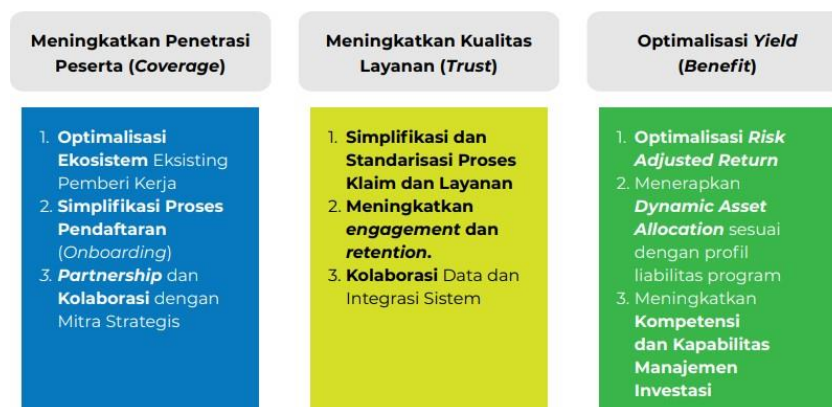 Meningkatkan Penetrasi
Peserta (Coverage)
1. Optimalisasi
Ekosistem Eksisting
Pemberi Kerja
2. Simplifikasi Proses
Pendaftaran
(Onboarding)
3. Partnership dan
Kolaborasi dengan
Mitra Strategis
Meningkatkan Kualitas
Layanan (Trust)
1. Simplifikasi dan
Standarisasi Proses
Klaim dan Layanan
2. Meningkatkan
engagement dan
retention.
3. Kolaborasi Data dan
Integrasi Sistem
Optimalisasi Yield
(Benefit)
1. Optimalisasi Risk
Adjusted Return
2. Menerapkan
Dynamic Asset
Allocation sesuai
dengan profil
liabilitas program
3. Meningkatkan
Kompetensi
dan Kapabilitas
Manajemen
Investasi